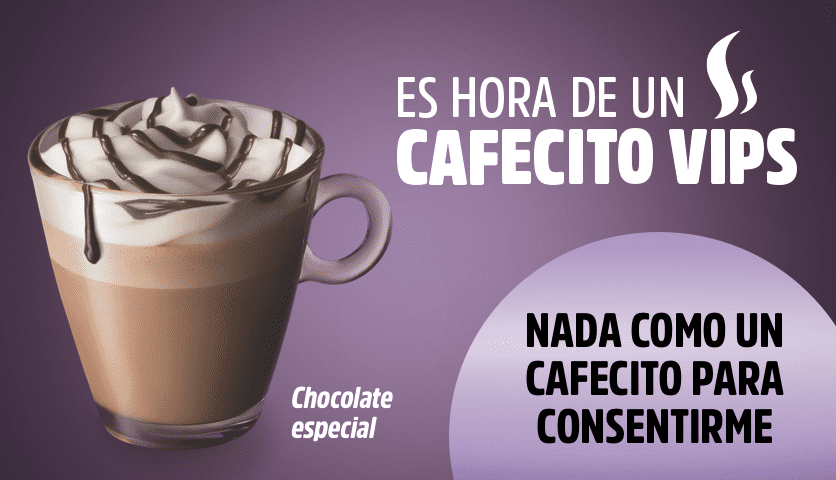 ES HORA DE UN
CAFECITO VIPS
NADA COMO UN
CAFECITO PARA
CONSENTIRME
Chocolate
especial